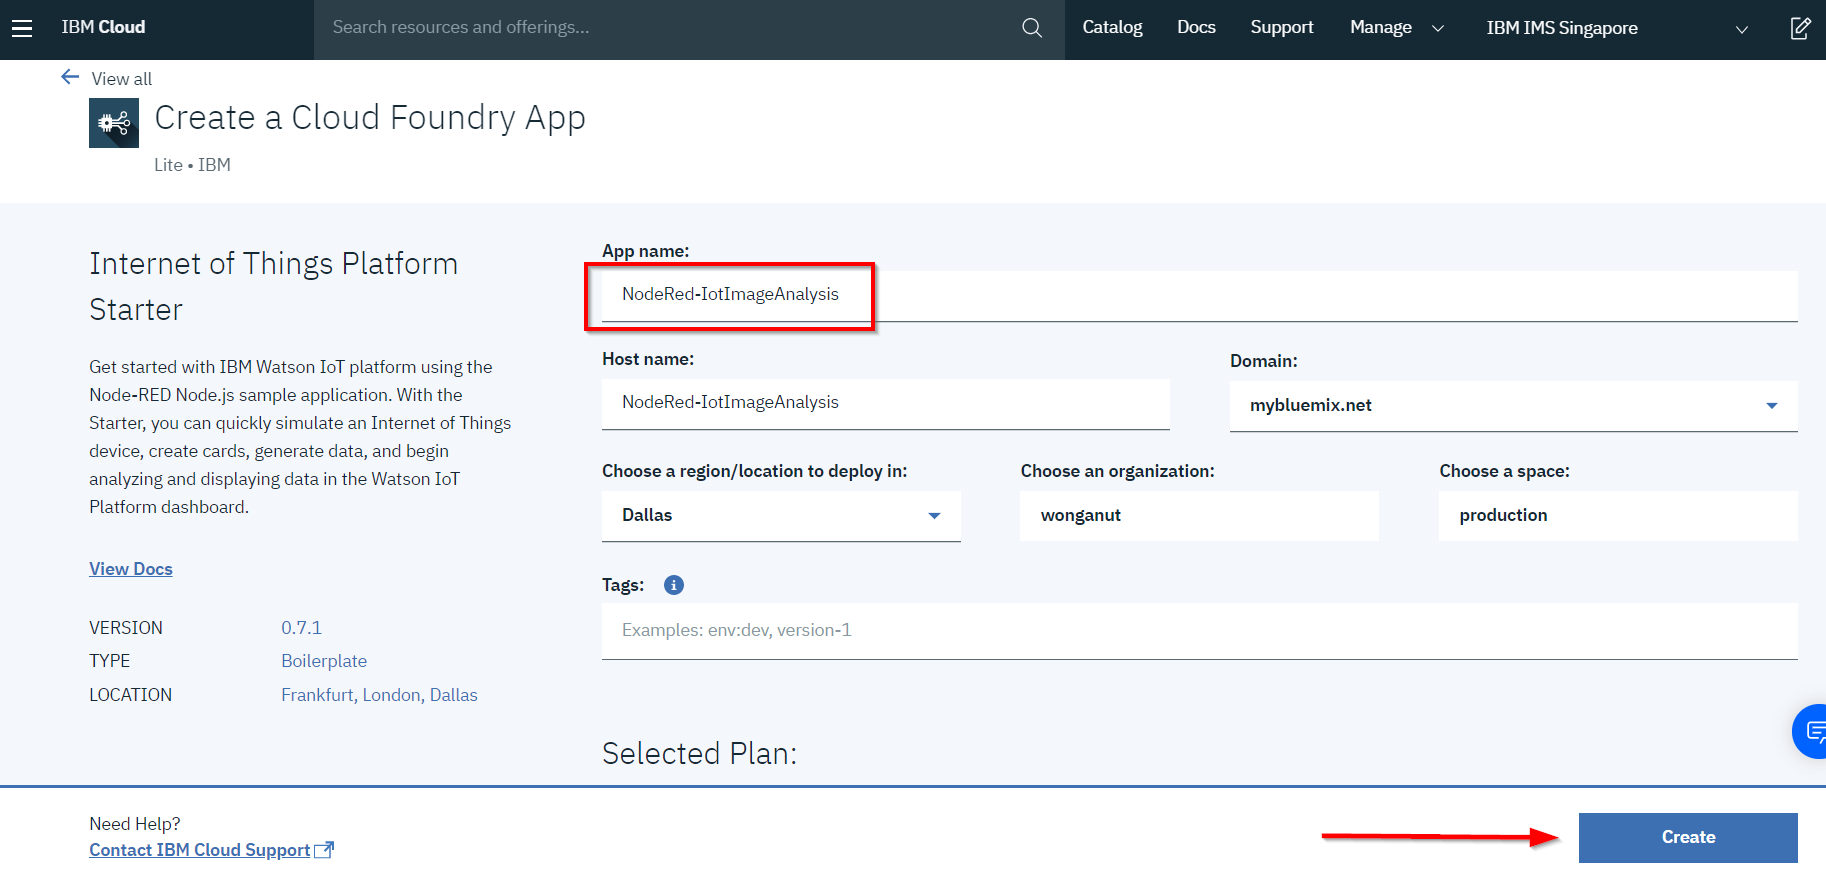 IBM Cloud
Search resources and offerings...
Catalog
Docs
Support
Manage
IBM IMS Singapore
View all
Create a Cloud Foundry App
Lite • IBM
Internet of Things Platform
Starter
Get started with IBM Watson IoT platform using the
Node-RED Node.js sample application. With the
Starter, you can quickly simulate an Internet of Things
device, create cards, generate data, and begin
analyzing and displaying data in the Watson IoT
Platform dashboard.
View Docs
VERSION 0.7.1
TYPE Boilerplate
LOCATION Frankfurt, London, Dallas
App name:
NodeRed-IotImageAnalysis
Host name:
NodeRed-IotImageAnalysis
Domain:
mybluemix.net
Choose a region/location to deploy in:
Dallas
Choose an organization:
wonganut
Choose a space:
production
Tags:
Examples: env:dev, version-1
Selected Plan:
Need Help?
Contact IBM Cloud Support
Create